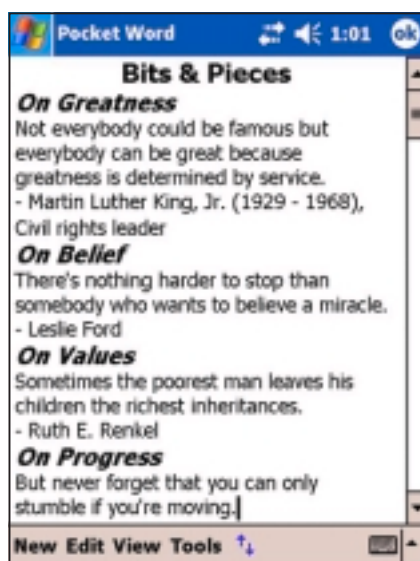 Pocket Word 1:01 ok
Bits & Pieces
On Greatness
Not everybody could be famous but
everybody can be great because
greatness is determined by service.
- Martin Luther King, Jr. (1929 - 1968),
Civil rights leader
On Belief
There's nothing harder to stop than
somebody who wants to believe a miracle.
- Leslie Ford
On Values
Sometimes the poorest man leaves his
children the richest inheritances.
- Ruth E. Renkel
On Progress
But never forget that you can only
stumble if you're moving.
New Edit View Tools